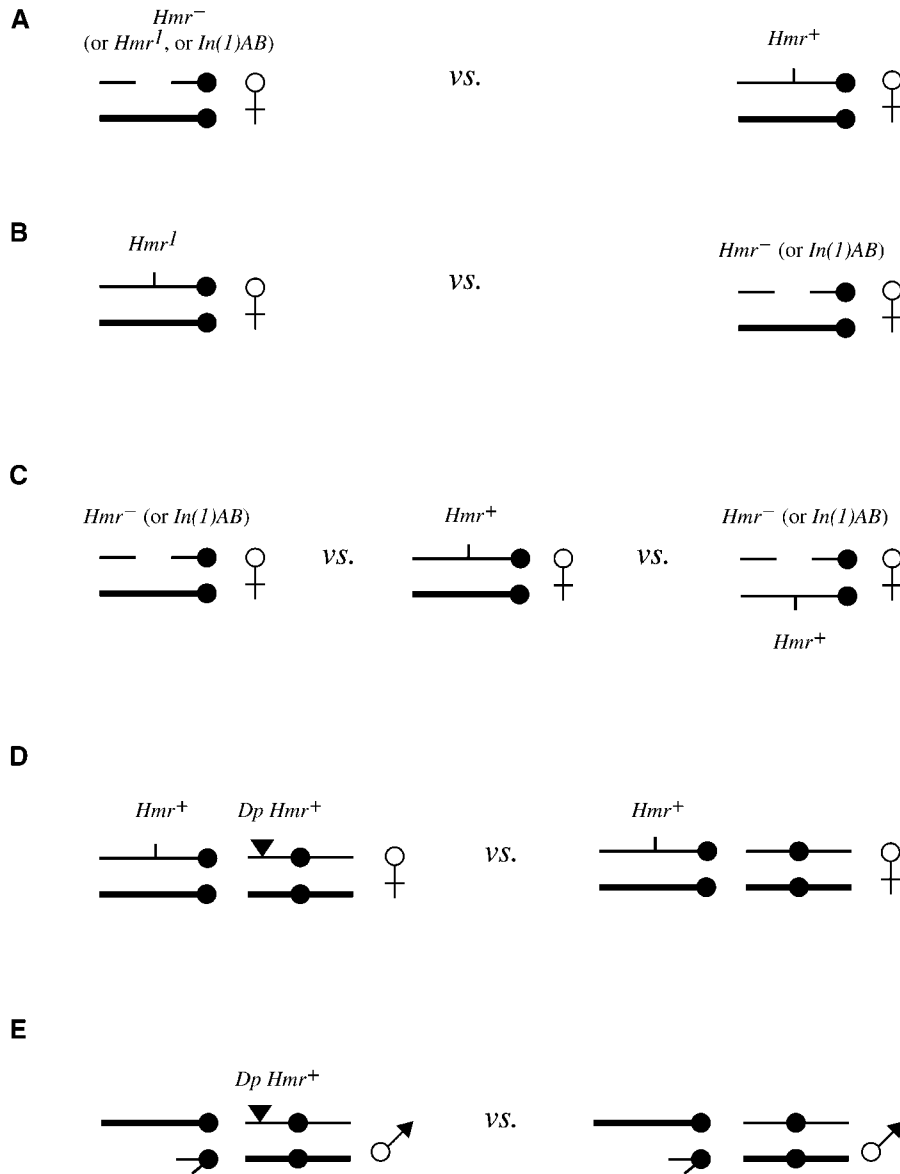 A
Hmr⁻
(or Hmr¹, or In(1)AB)
vs.
Hmr⁺
B
Hmr¹
vs.
Hmr⁻ (or In(1)AB)
C
Hmr⁻ (or In(1)AB)
vs.
Hmr⁺
vs.
Hmr⁻ (or In(1)AB)
Hmr⁺
D
Hmr⁺
Dp Hmr⁺
vs.
Hmr⁺
E
Dp Hmr⁺
vs.